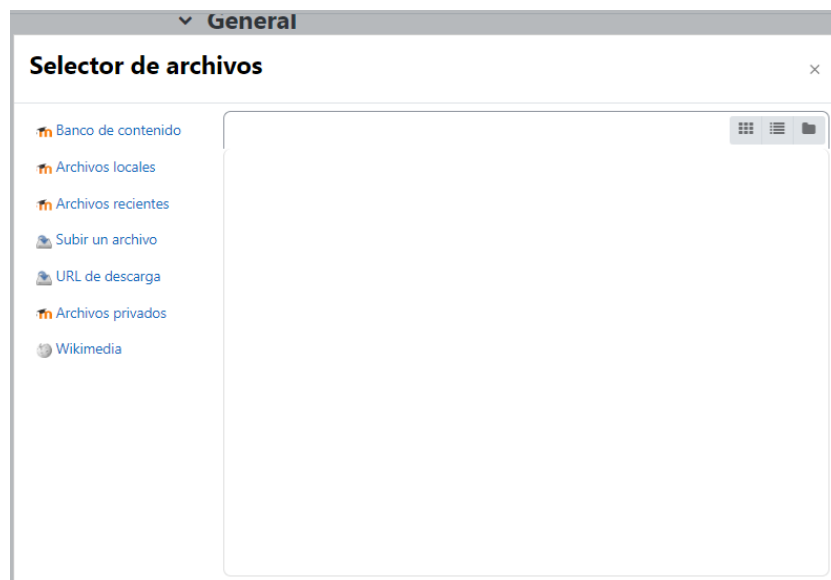 General
Selector de archivos
Banco de contenido
Archivos locales
Archivos recientes
Subir un archivo
URL de descarga
Archivos privados
Wikimedia